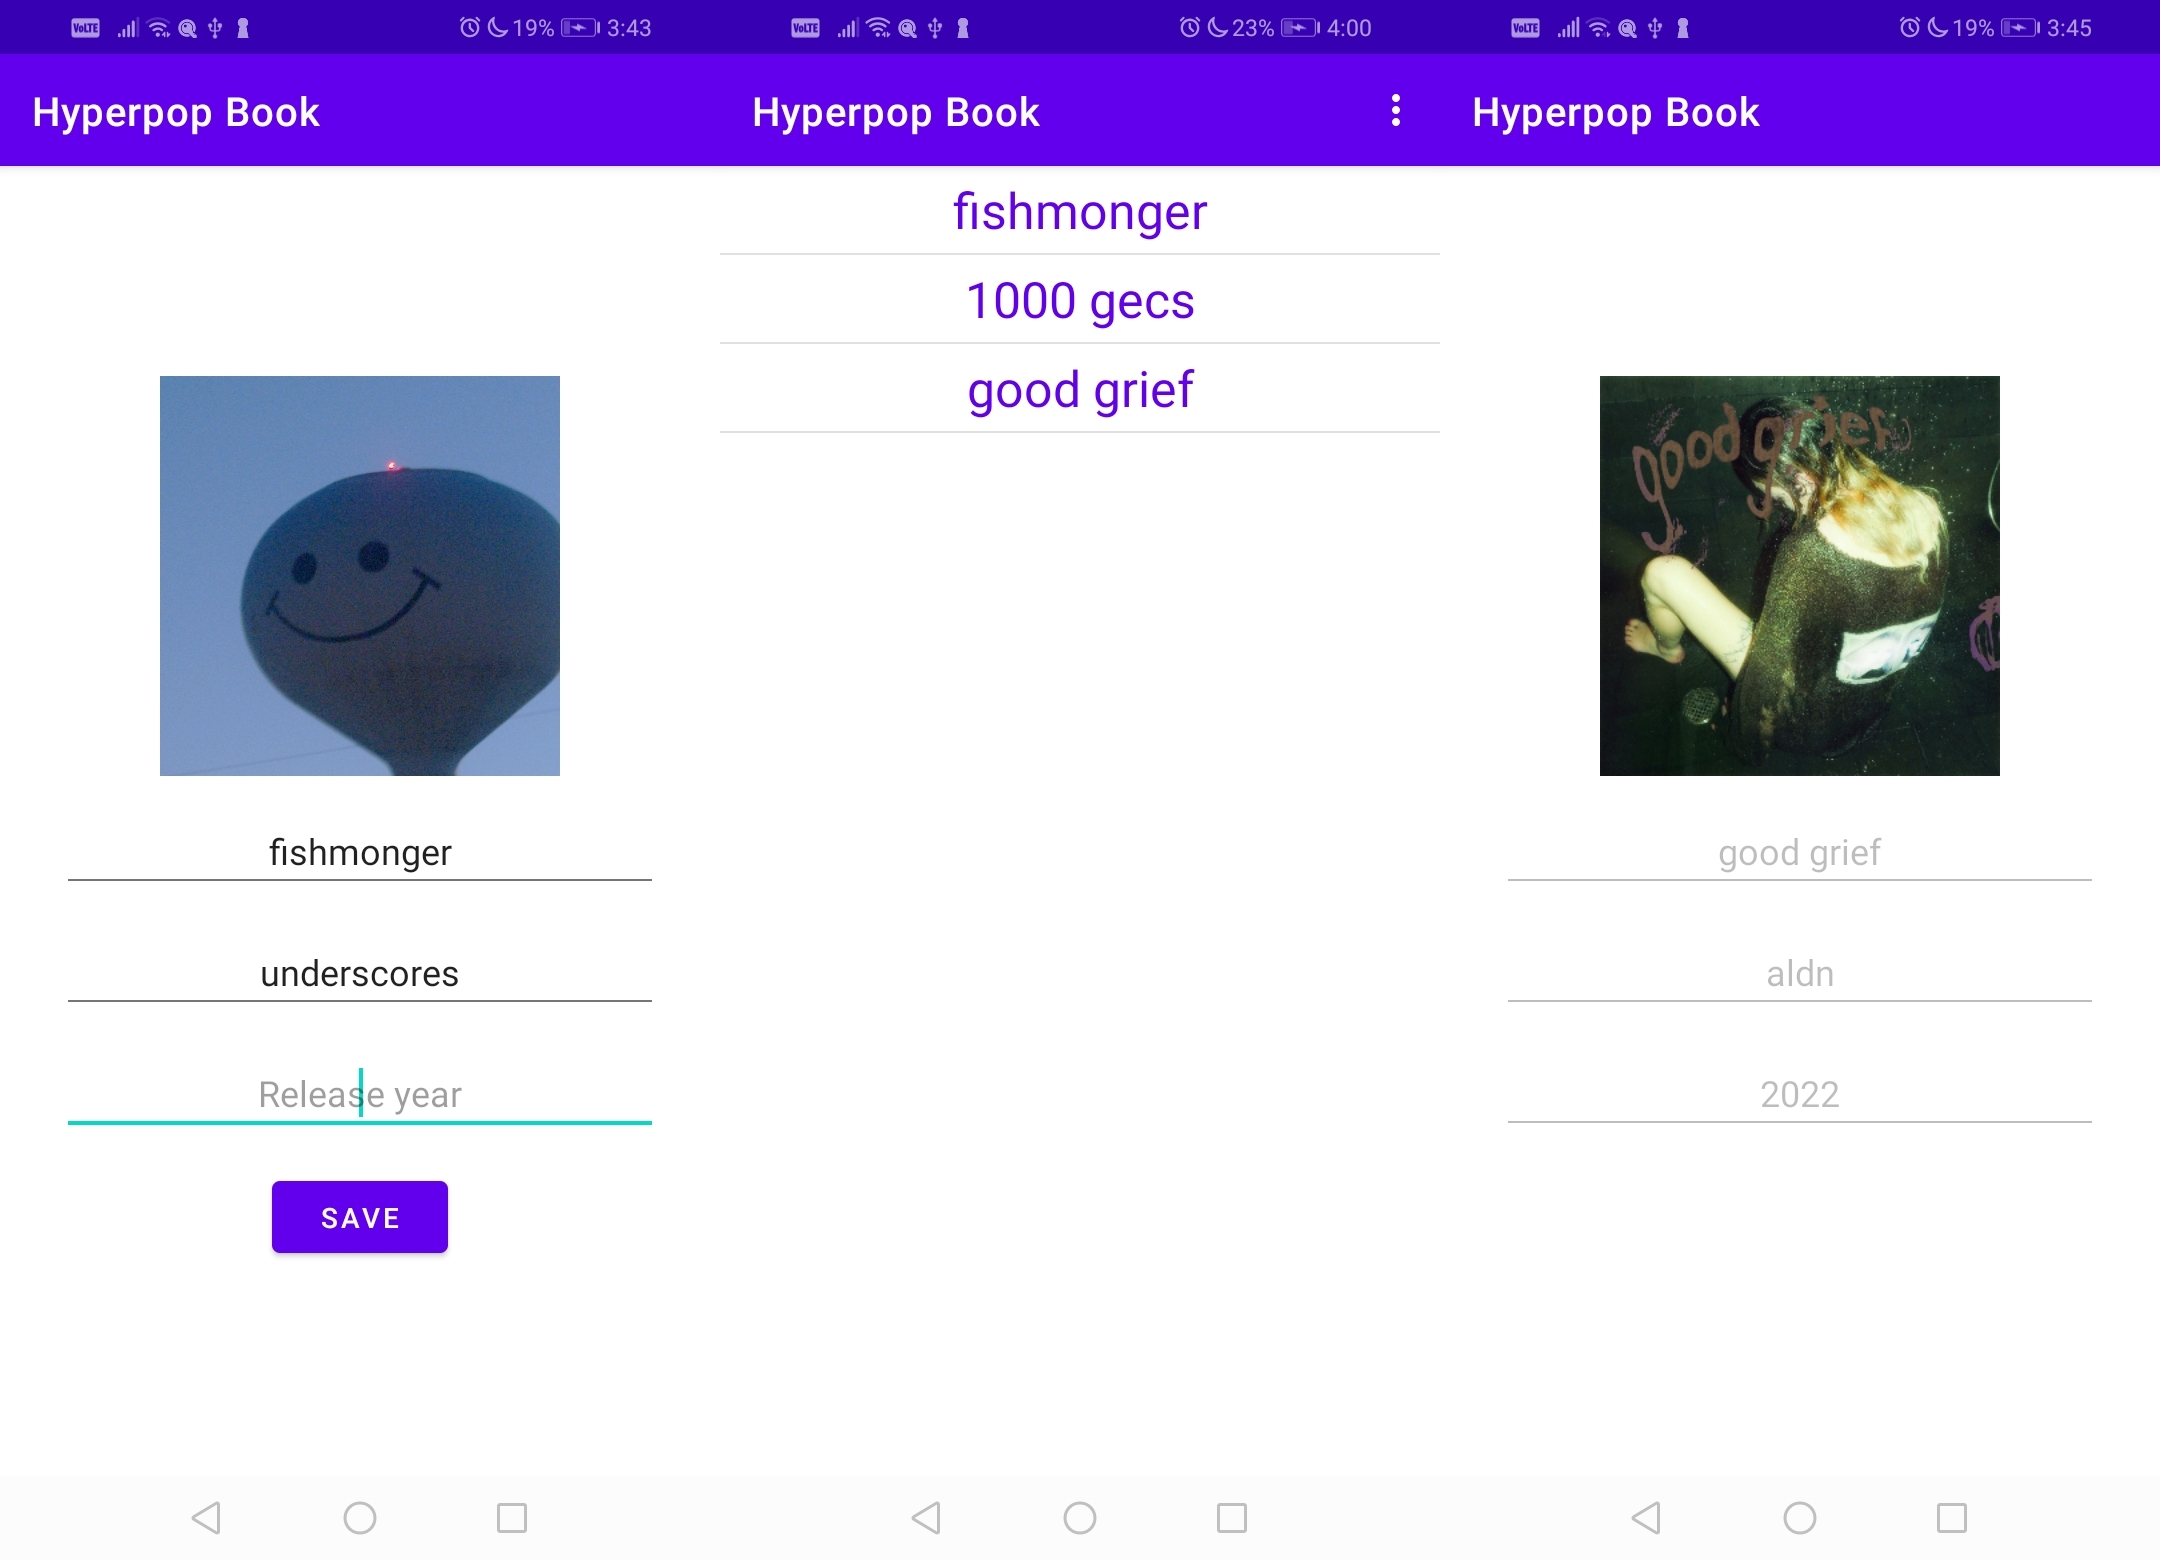 VoLTE 19% 3:43
Hyperpop Book
fishmonger
underscores
Release year
SAVE
VoLTE 23% 4:00
Hyperpop Book
fishmonger
1000 gecs
good grief
VoLTE 19% 3:45
Hyperpop Book
good grief
good grief
aldn
2022